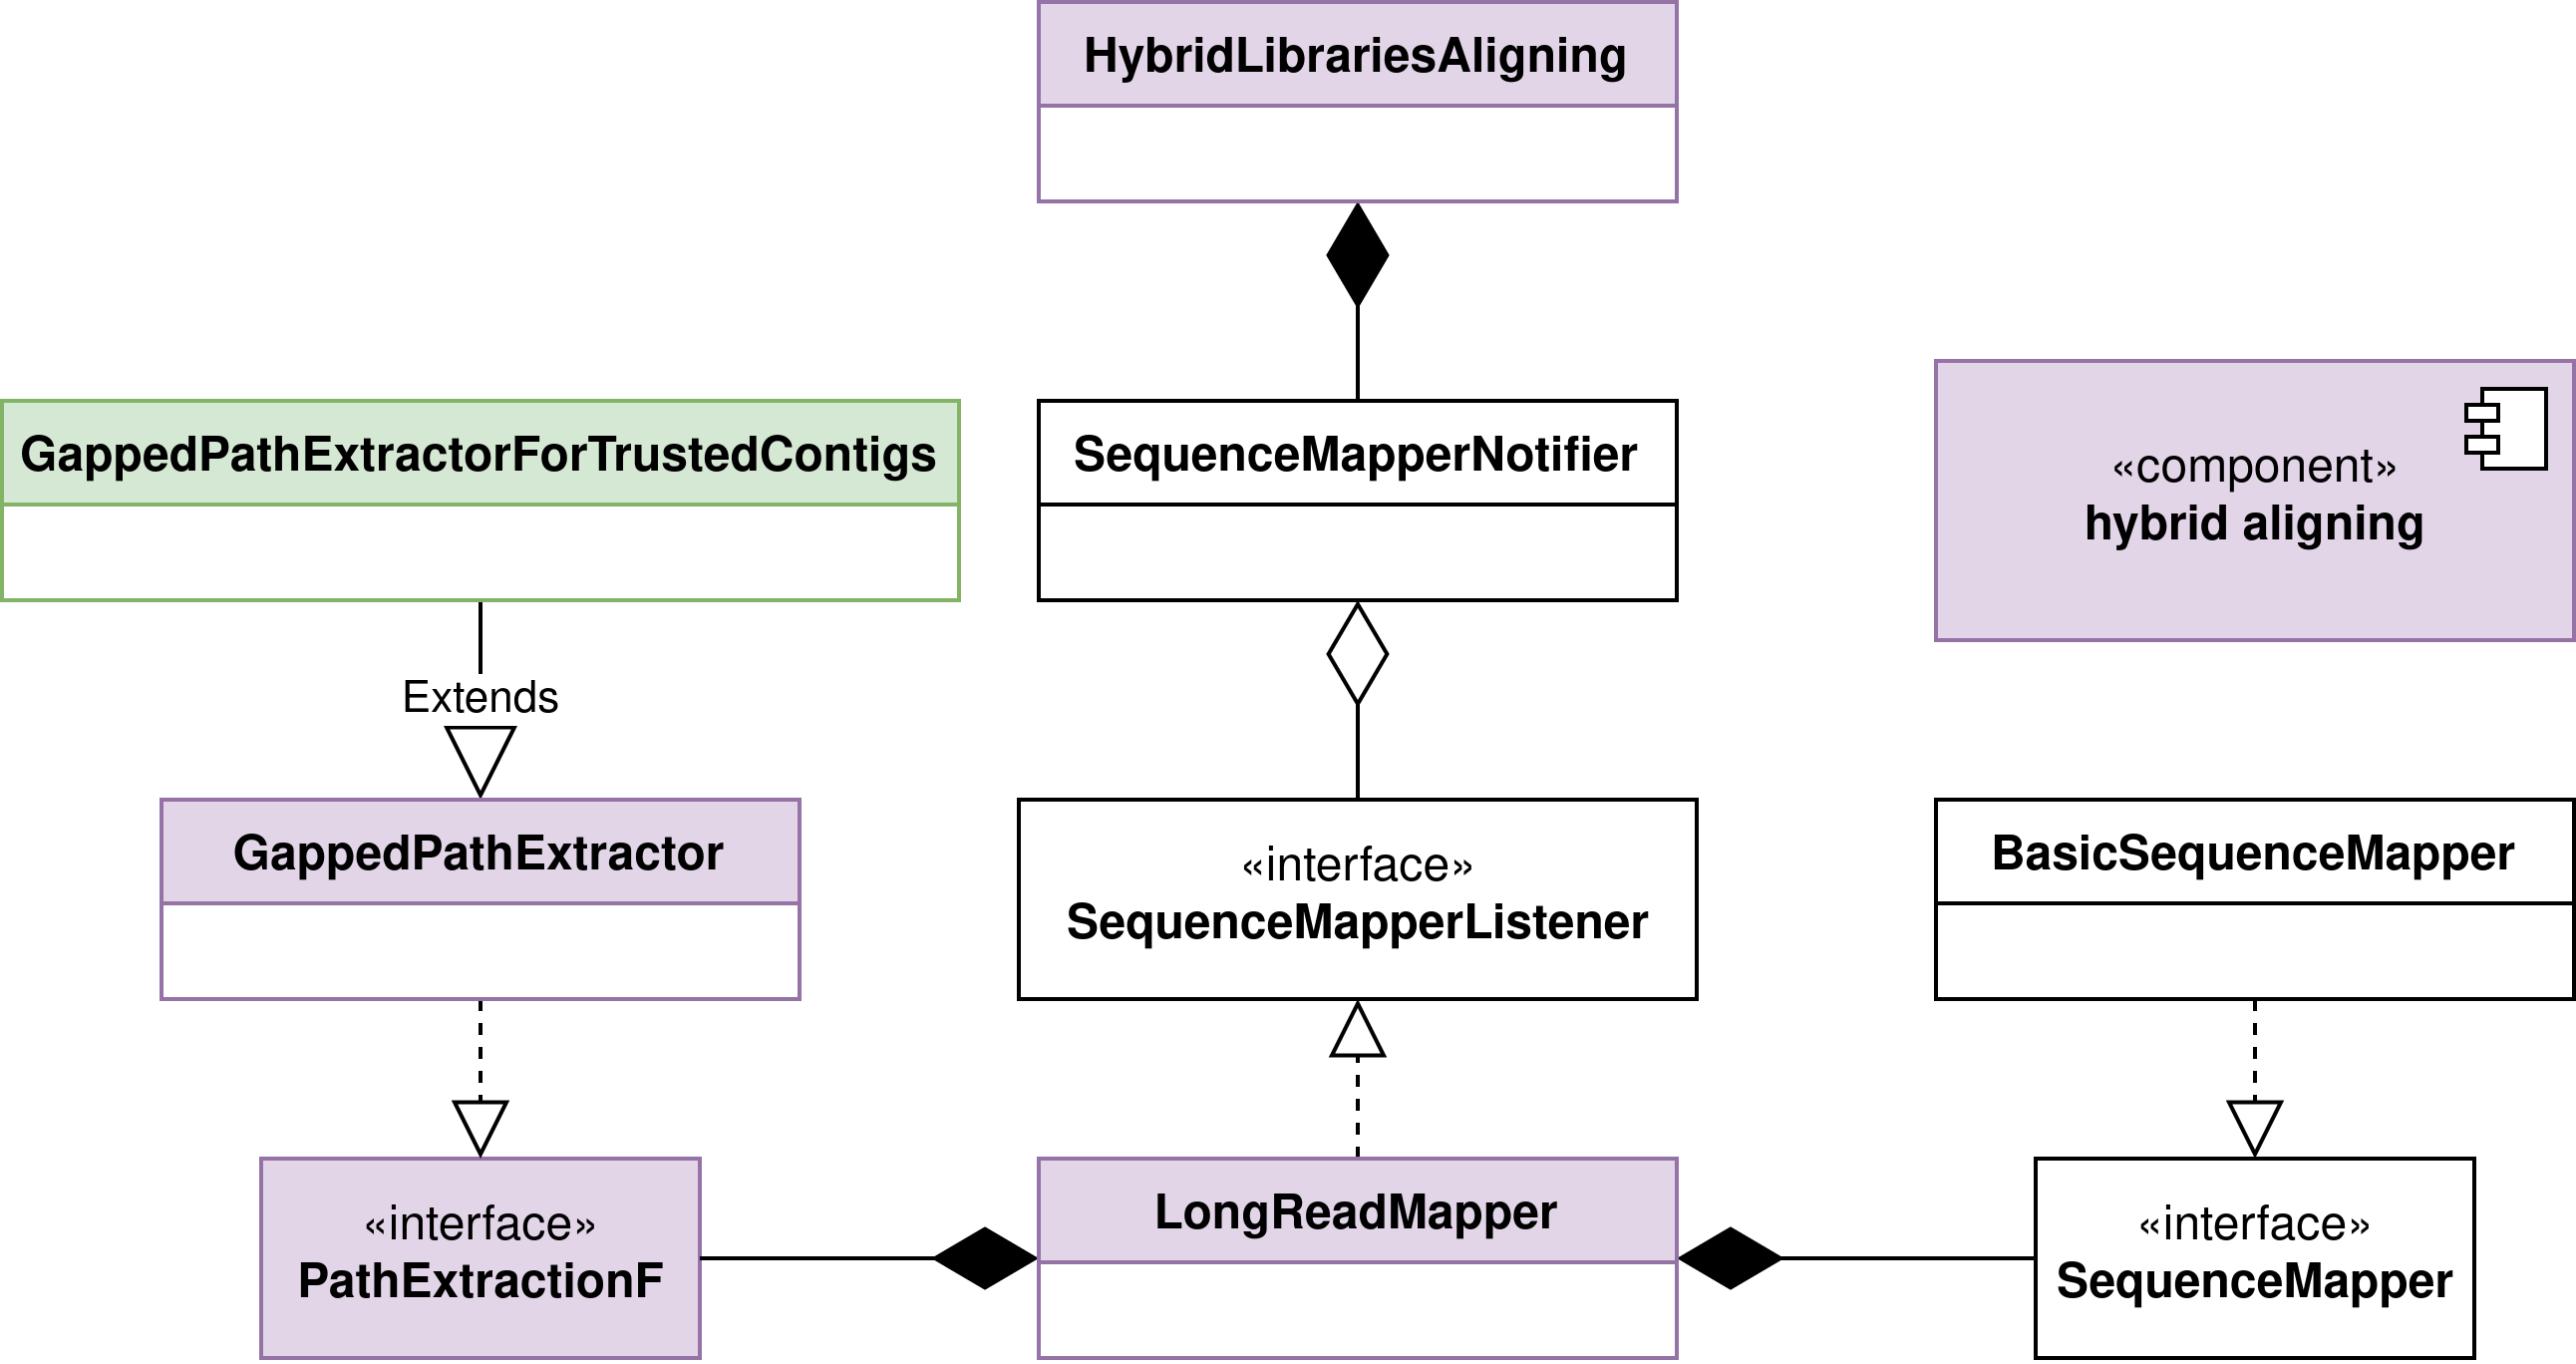 HybridLibrariesAligning
GappedPathExtractorForTrustedContigs
SequenceMapperNotifier
«component»
hybrid aligning
Extends
GappedPathExtractor
«interface»
SequenceMapperListener
BasicSequenceMapper
«interface»
PathExtractionF
LongReadMapper
«interface»
SequenceMapper